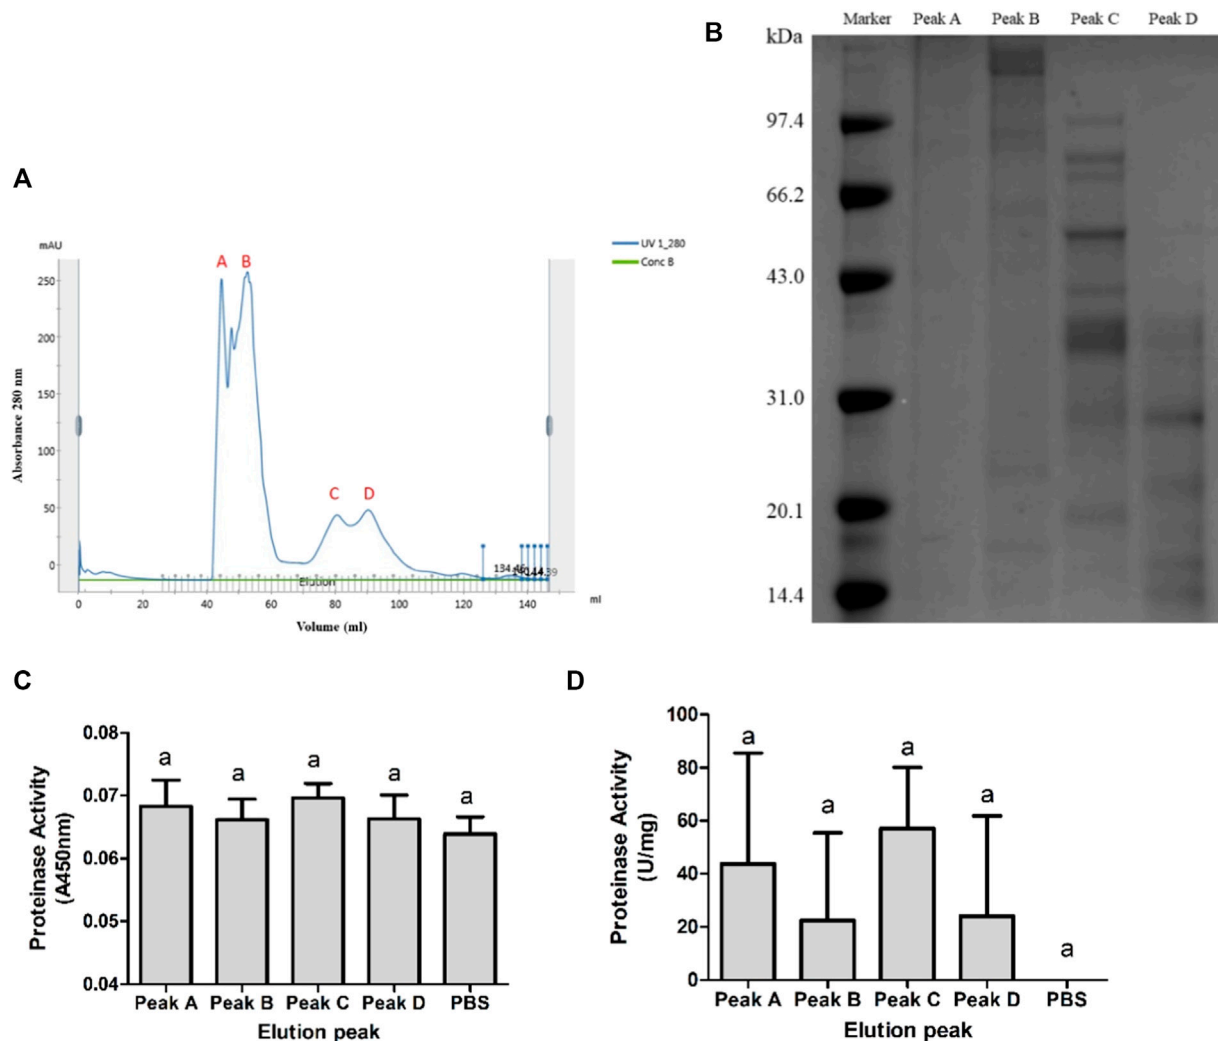 A
mAU
250
200
150
100
50
0
Absorbance 280 nm
A
B
C
D
Elution
0
20
40
60
80
100
120
140
ml
Volume (ml)
UV 1_280
Conc B
B
kDa
Marker
Peak A
Peak B
Peak C
Peak D
97.4
66.2
43.0
31.0
20.1
14.4
C
Proteinase Activity
(A450nm)
0.08
0.07
0.06
0.05
0.04
a
a
a
a
a
Peak A
Peak B
Peak C
Peak D
PBS
Elution peak
D
Proteinase Activity
(U/mg)
100
80
60
40
20
0
a
a
a
a
a
Peak A
Peak B
Peak C
Peak D
PBS
Elution peak